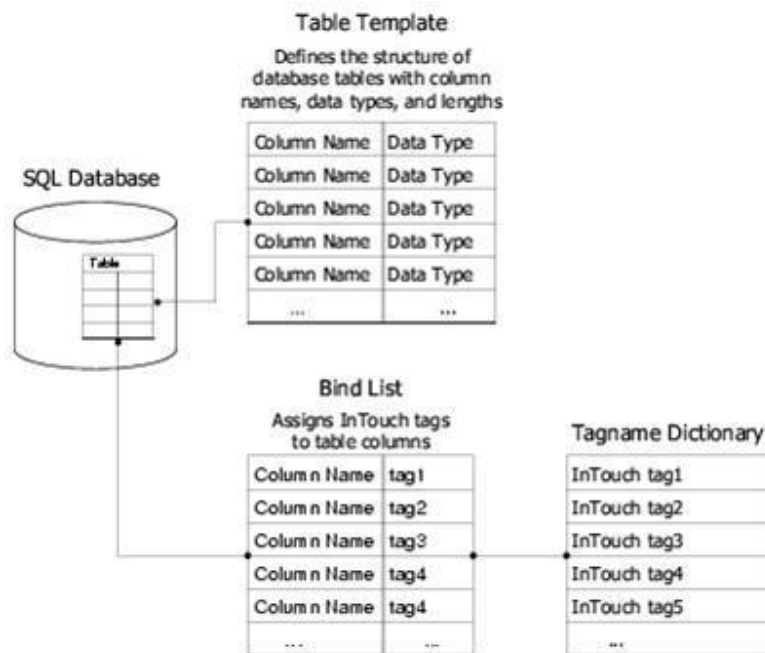 Table Template
Defines the structure of
database tables with column
names, data types, and lengths
Column Name Data Type
Column Name Data Type
Column Name Data Type
Column Name Data Type
Column Name Data Type
... ...
SQL Database
Table
Bind List
Assigns InTouch tags
to table columns
Column Name tag1
Column Name tag2
Column Name tag3
Column Name tag4
Column Name tag4
... ...
Tagname Dictionary
InTouch tag1
InTouch tag2
InTouch tag3
InTouch tag4
InTouch tag5
...